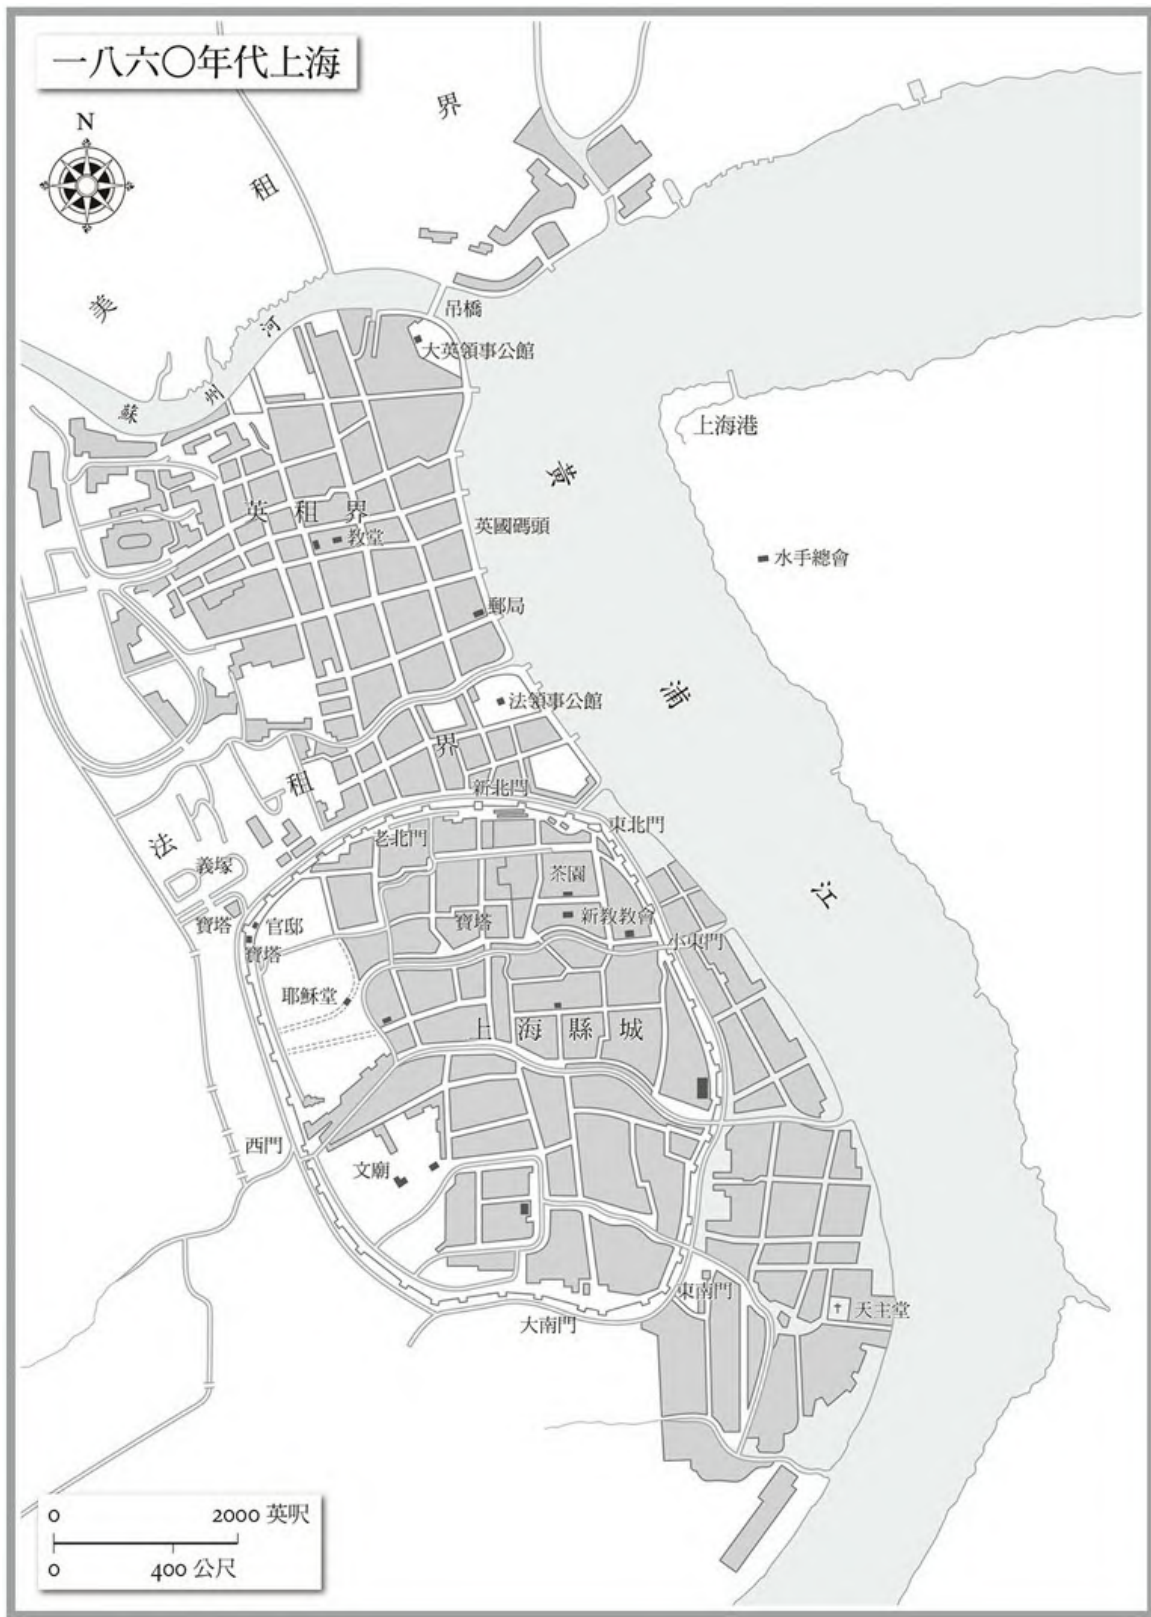 一八六〇年代上海
N
美租界
吊橋
大英領事公館
蘇州河
上海港
黃浦江
英租界
英國碼頭
教堂
水手總會
郵局
法領事公館
法租界
新北門
東北門
老北門
義塚
茶園
寶塔
官邸
寶塔
新教教會
寶塔
小東門
耶穌堂
上海縣城
西門
文廟
東南門
天主堂
大南門
0 2000 英呎
0 400 公尺